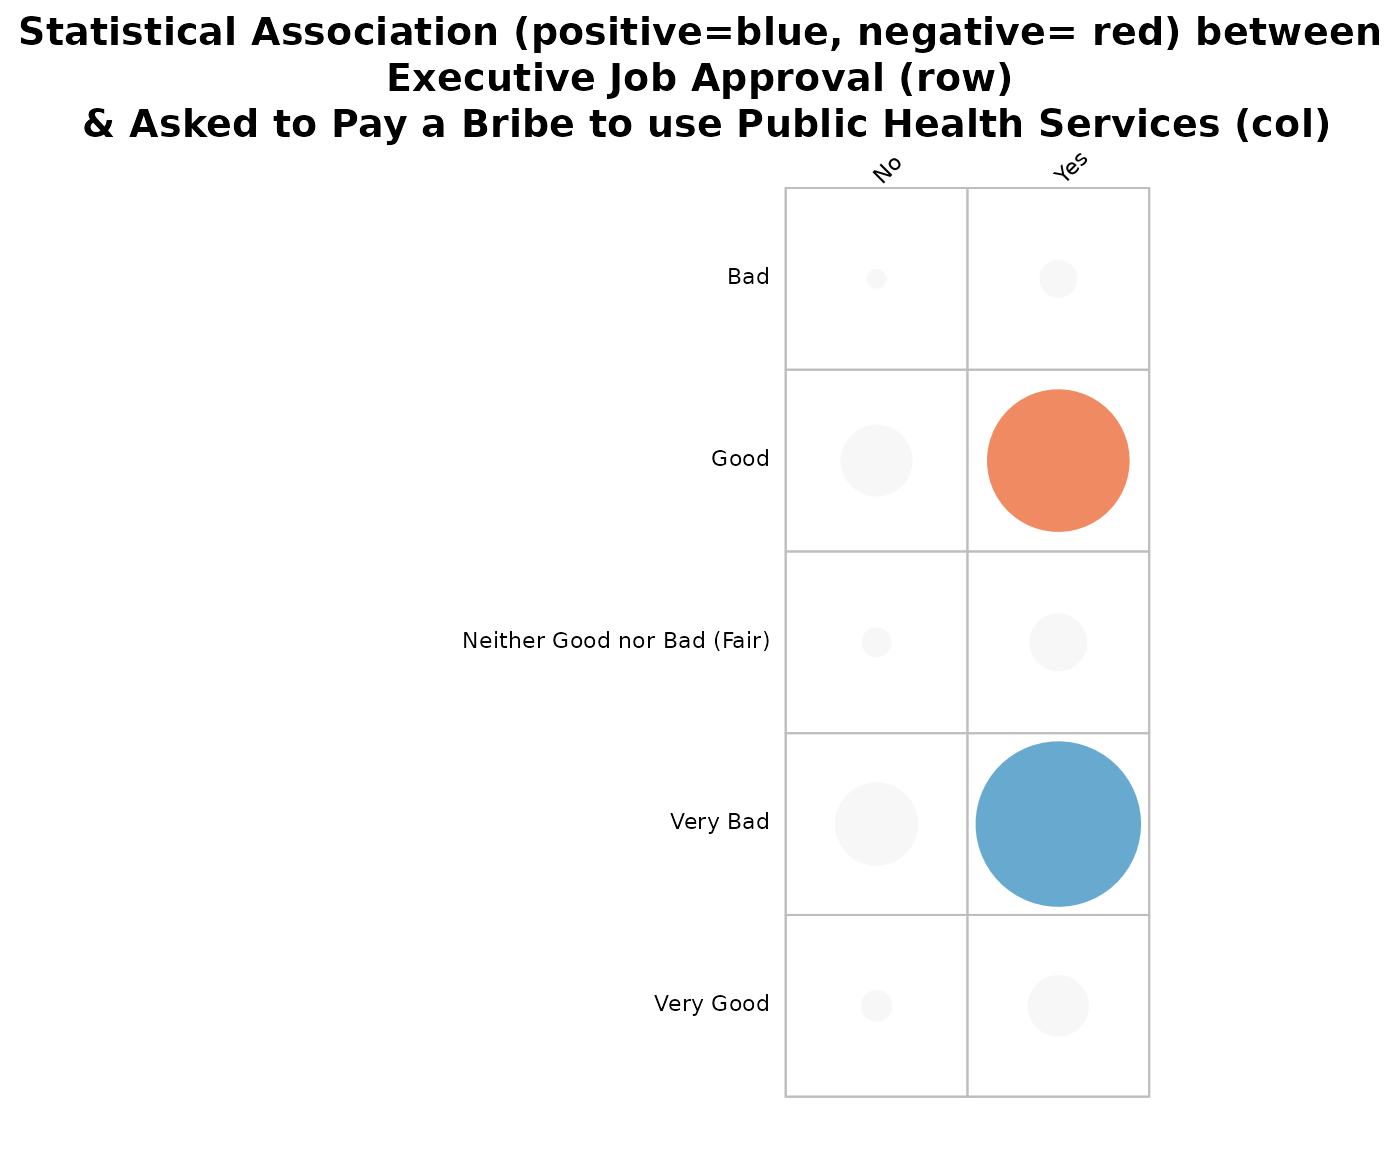 Statistical Association (positive=blue, negative= red) between
Executive Job Approval (row)
& Asked to Pay a Bribe to use Public Health Services (col)
No
Yes
Bad
Good
Neither Good nor Bad (Fair)
Very Bad
Very Good